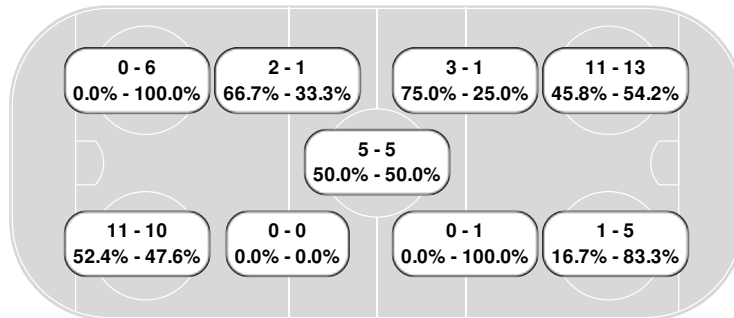 0 - 6
0.0% - 100.0%
2 - 1
66.7% - 33.3%
3 - 1
75.0% - 25.0%
11 - 13
45.8% - 54.2%
5 - 5
50.0% - 50.0%
11 - 10
52.4% - 47.6%
0 - 0
0.0% - 0.0%
0 - 1
0.0% - 100.0%
1 - 5
16.7% - 83.3%